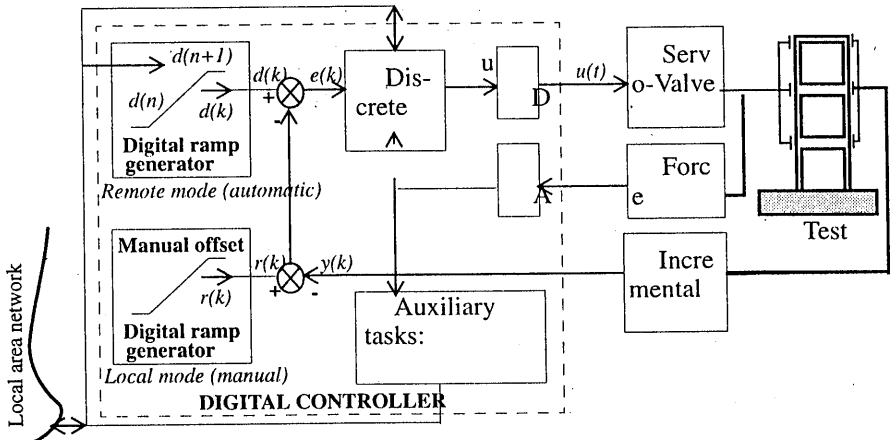 d(n+1)
d(n)
d(k)
Digital ramp
generator
Remote mode (automatic)
d(k)
+
-
e(k)
Dis-
crete
u
D
u(t)
Serv
o-Valve
A
Forc
e
Test
Manual offset
r(k)
Digital ramp
generator
Local mode (manual)
r(k)
+
-
y(k)
Incre
mental
Auxiliary
tasks:
DIGITAL CONTROLLER
Local area network